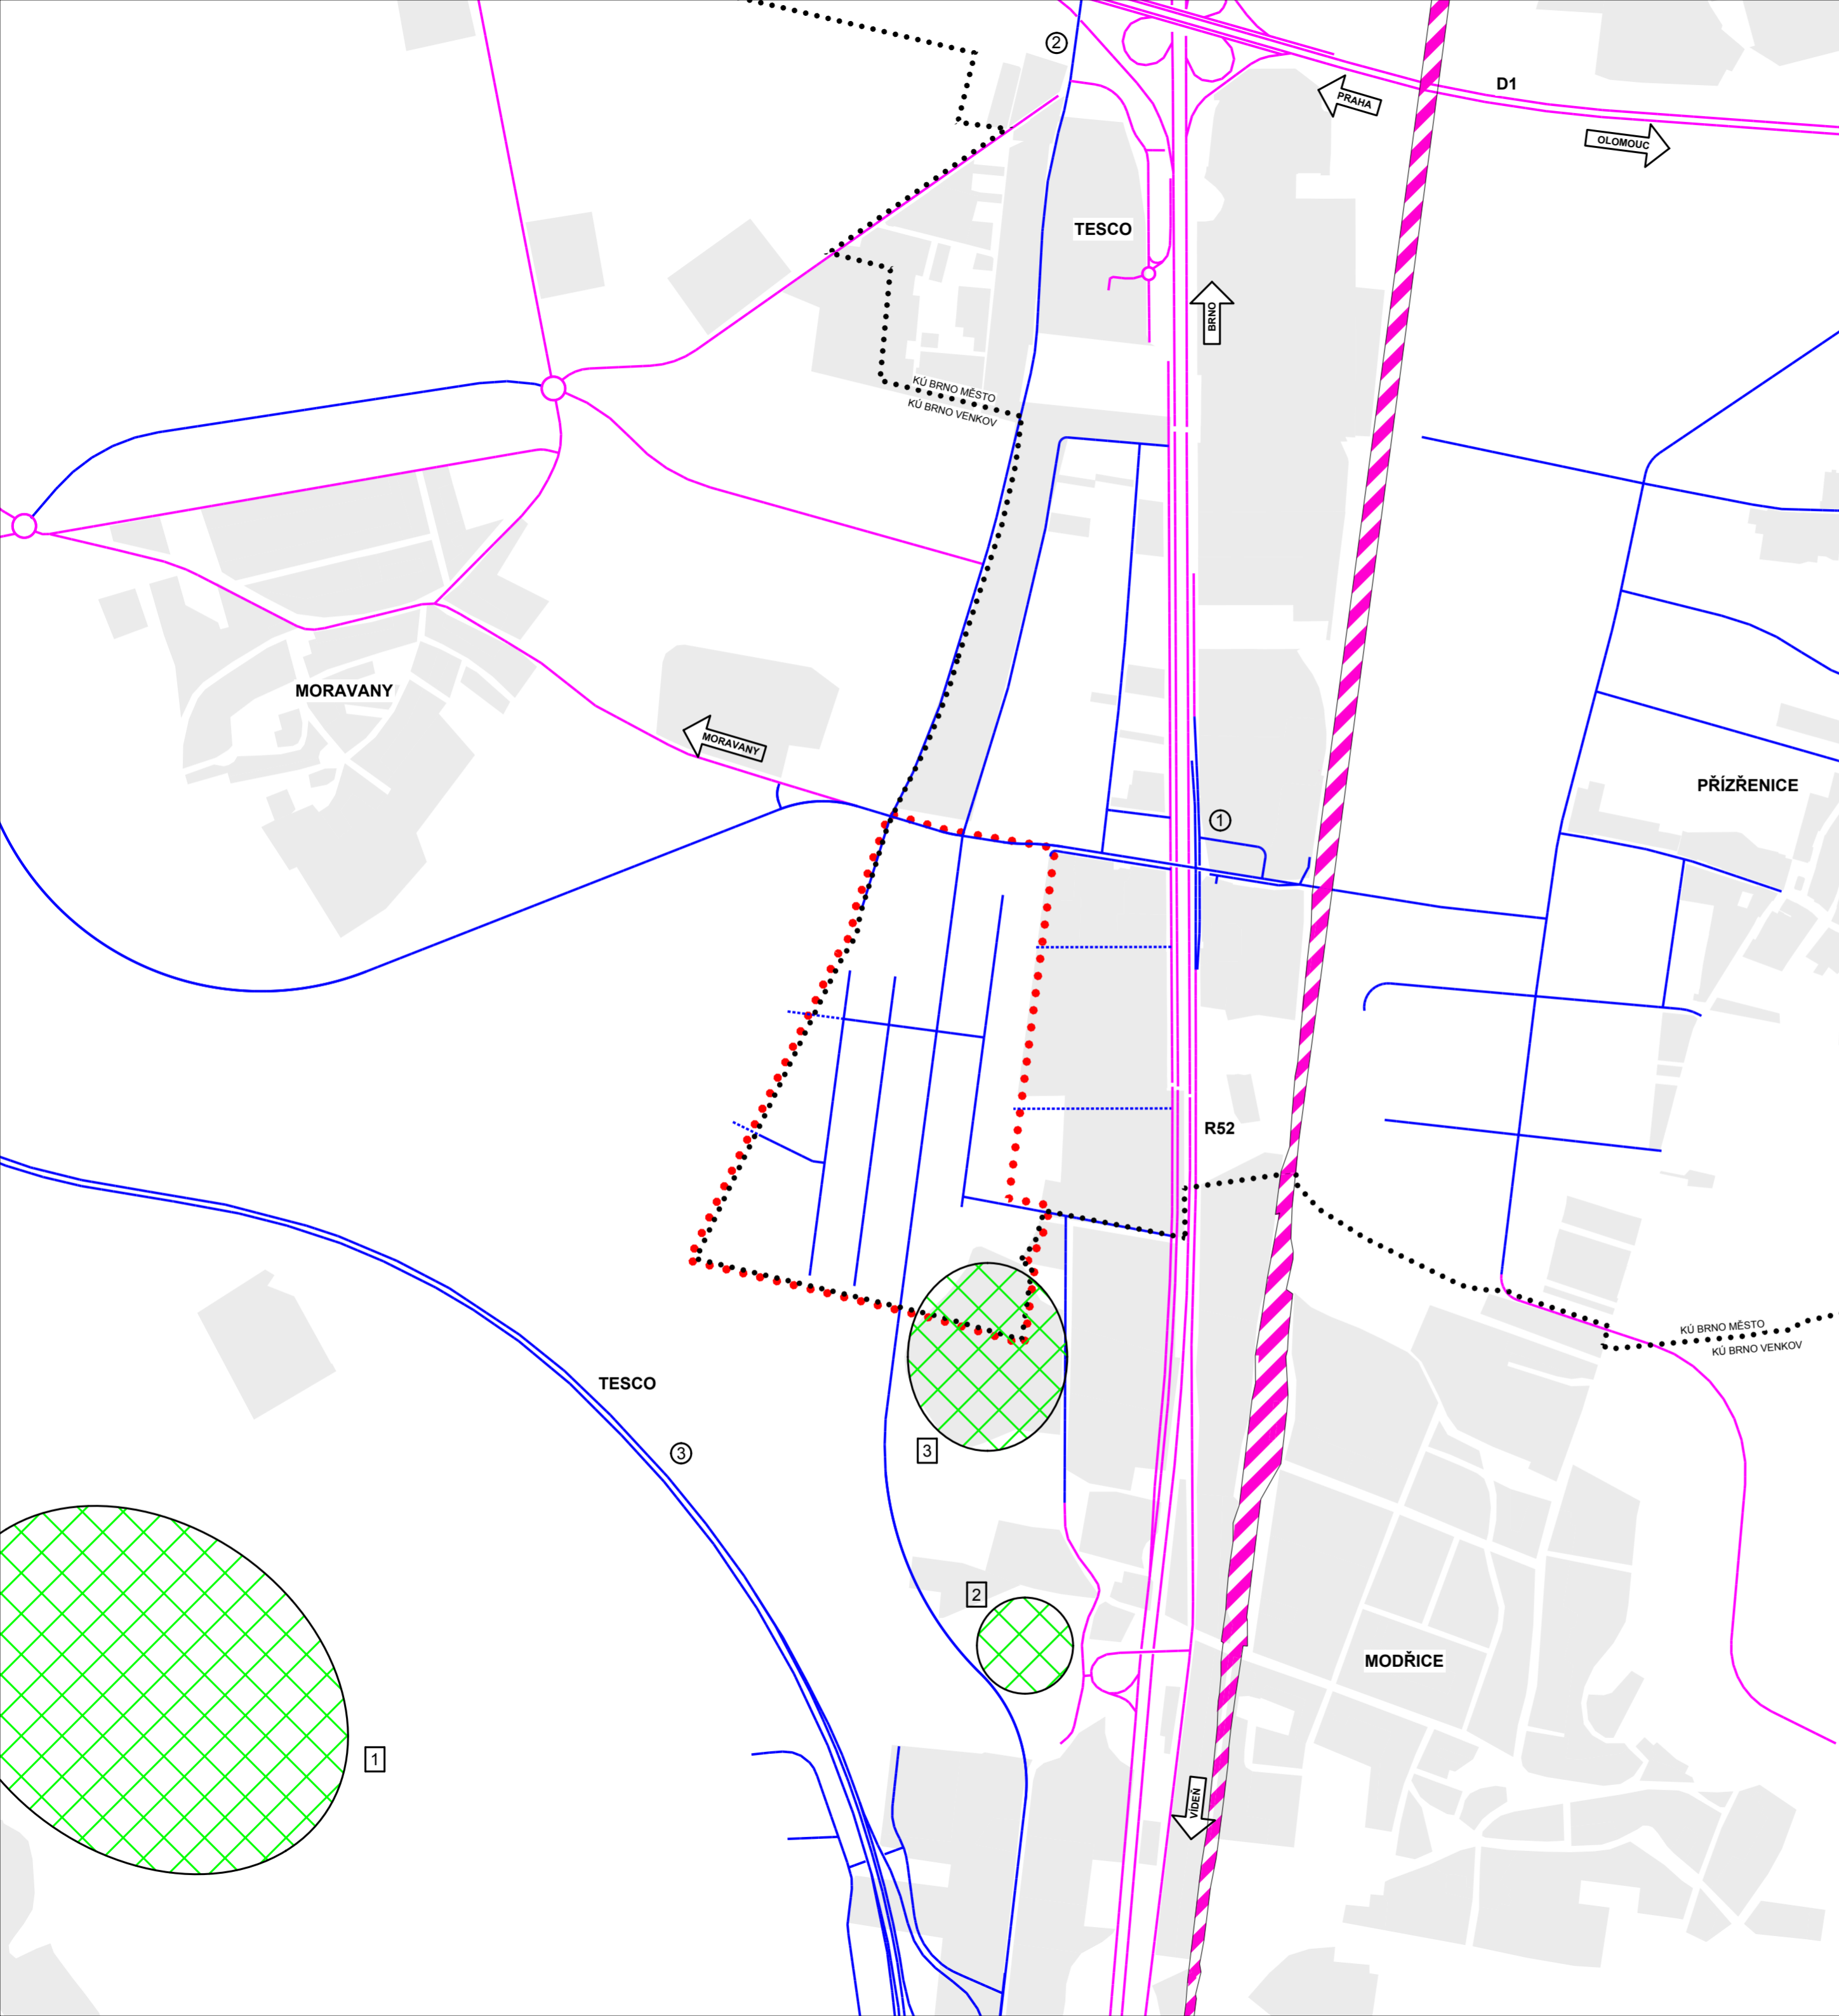 2
D1
PRAHA
OLOMOUC
TESCO
BRNO
KÚ BRNO MĚSTO
KÚ BRNO VENKOV
MORAVANY
MORAVANY
PŘÍZŘENICE
1
R52
KÚ BRNO MĚSTO
KÚ BRNO VENKOV
TESCO
3
3
2
MODŘICE
1
VÍDEŇ